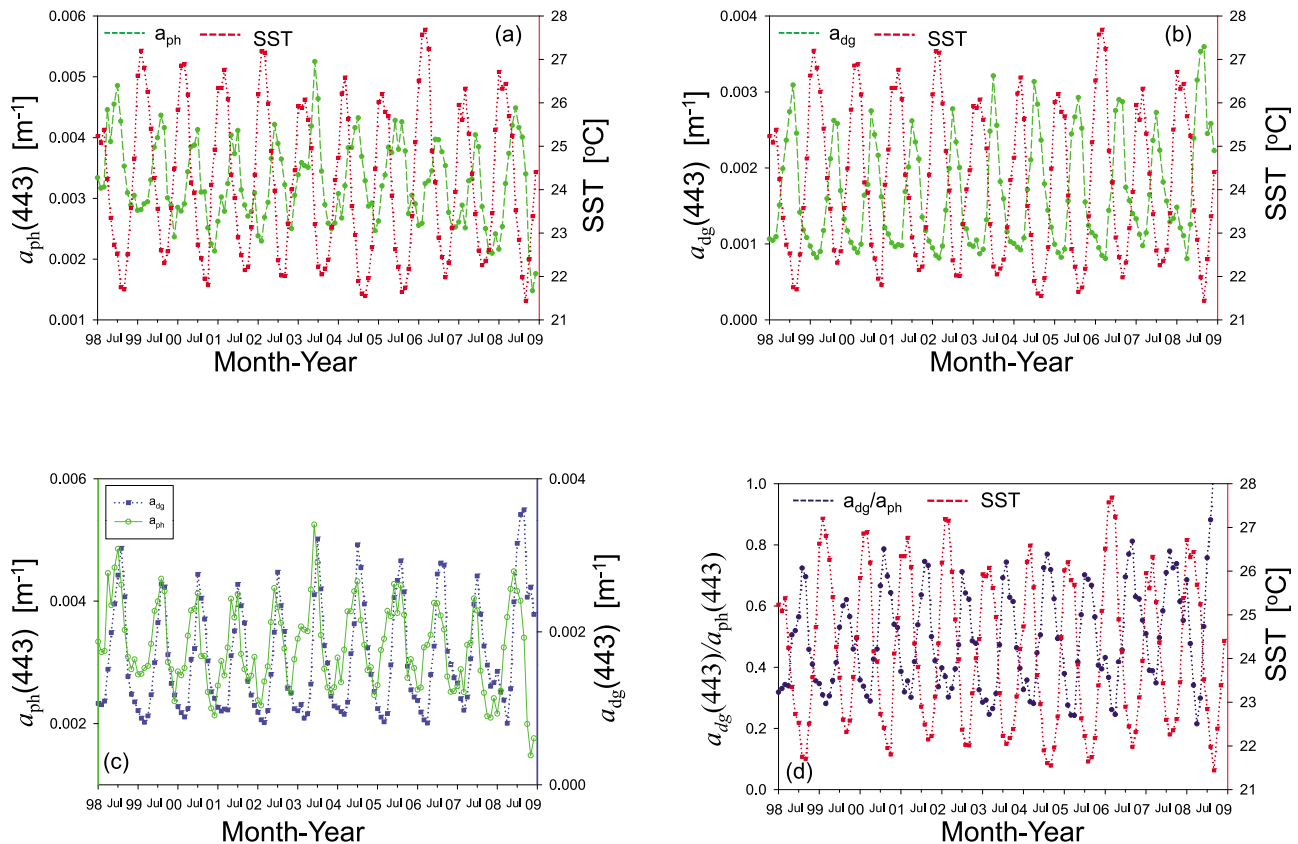 a_ph SST (a)
0.006
0.005
0.004
0.003
0.002
0.001
a_ph(443) [m⁻¹]
28
27
26
25
24
23
22
21
SST [ºC]
98 Jul 99 Jul 00 Jul 01 Jul 02 Jul 03 Jul 04 Jul 05 Jul 06 Jul 07 Jul 08 Jul 09
Month-Year
a_dg SST (b)
0.004
0.003
0.002
0.001
0.000
a_dg(443) [m⁻¹]
28
27
26
25
24
23
22
21
SST [ºC]
98 Jul 99 Jul 00 Jul 01 Jul 02 Jul 03 Jul 04 Jul 05 Jul 06 Jul 07 Jul 08 Jul 09
Month-Year
a_dg
a_ph
0.006
0.004
0.002
a_ph(443) [m⁻¹]
0.004
0.002
0.000
a_dg(443) [m⁻¹]
(c)
98 Jul 99 Jul 00 Jul 01 Jul 02 Jul 03 Jul 04 Jul 05 Jul 06 Jul 07 Jul 08 Jul 09
Month-Year
a_dg/a_ph SST
1.0
0.8
0.6
0.4
0.2
0.0
a_dg(443)/a_ph(443)
28
27
26
25
24
23
22
21
SST [ºC]
(d)
98 Jul 99 Jul 00 Jul 01 Jul 02 Jul 03 Jul 04 Jul 05 Jul 06 Jul 07 Jul 08 Jul 09
Month-Year